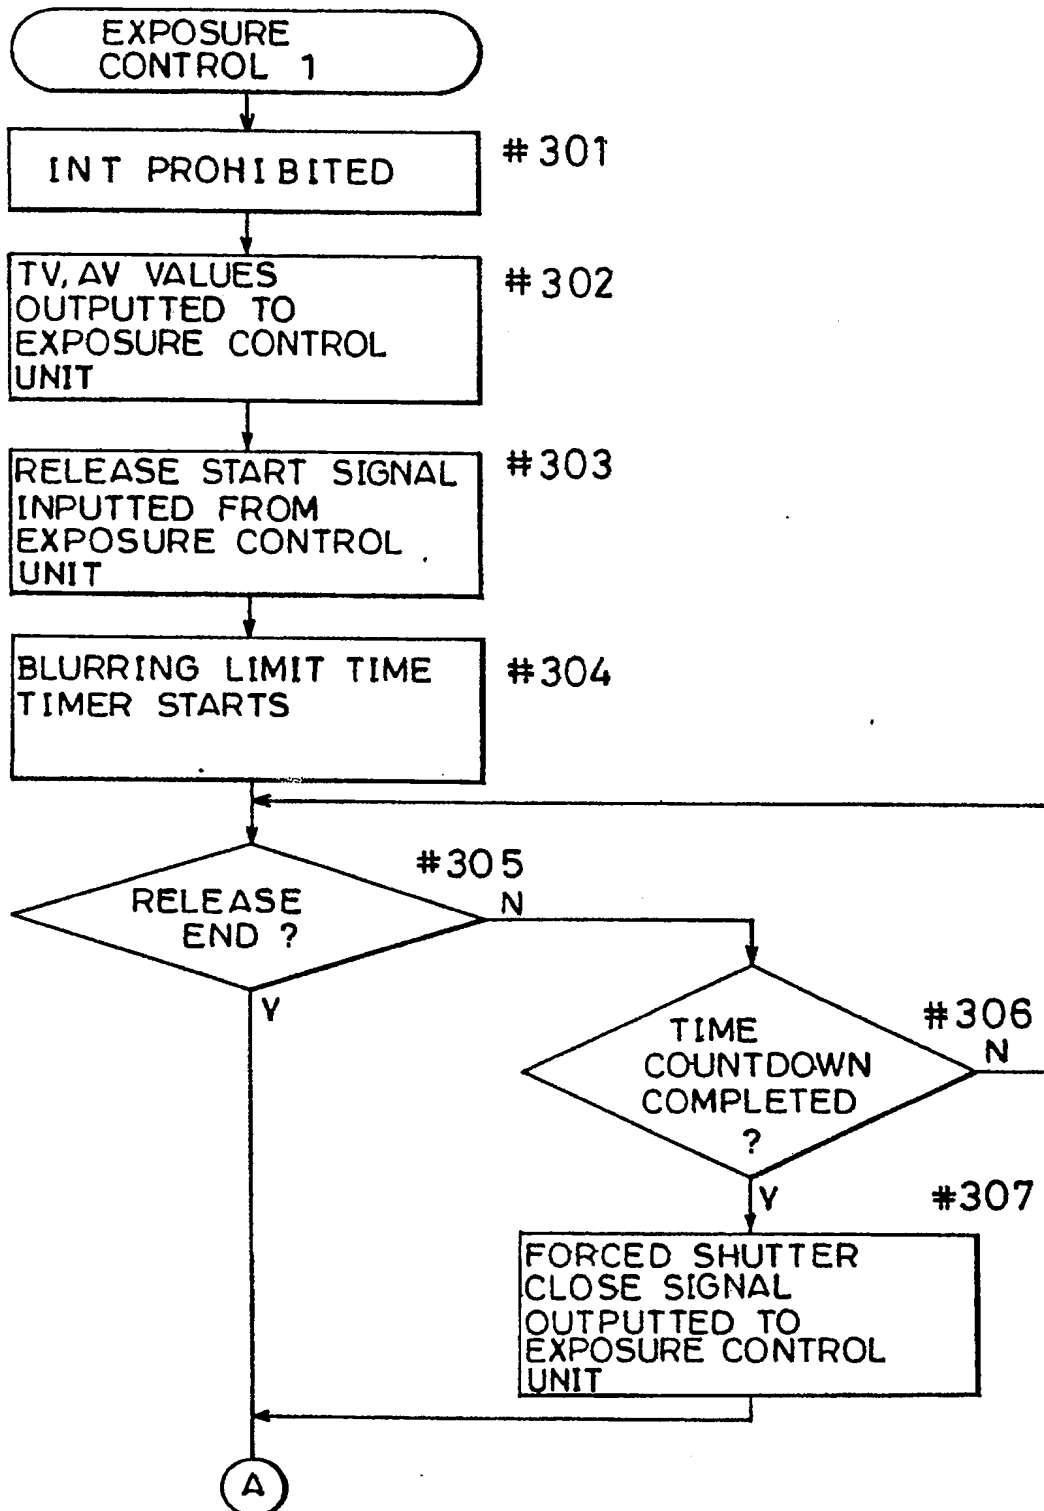 EXPOSURE
CONTROL 1
INT PROHIBITED
#301
TV, AV VALUES
OUTPUTTED TO
EXPOSURE CONTROL
UNIT
#302
RELEASE START SIGNAL
INPUTTED FROM
EXPOSURE CONTROL
UNIT
#303
BLURRING LIMIT TIME
TIMER STARTS
#304
#305
RELEASE
END ?
N
Y
#306
TIME
COUNTDOWN
COMPLETED
?
N
Y
#307
FORCED SHUTTER
CLOSE SIGNAL
OUTPUTTED TO
EXPOSURE CONTROL
UNIT
A